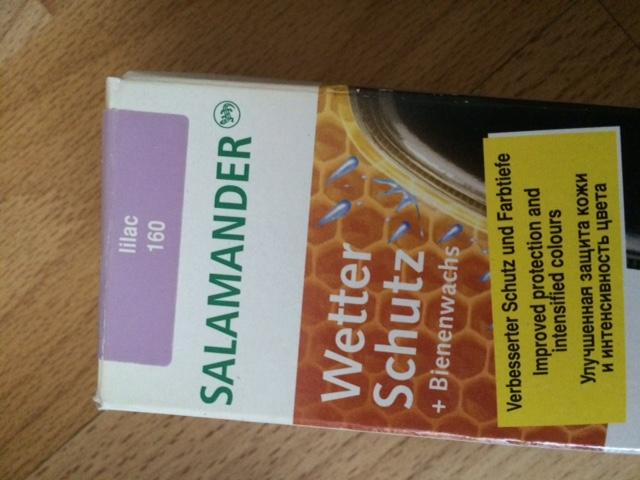 lilac
160
SALAMANDER
Wetter
Schutz
+ Bienenwachs
Verbesserter Schutz und Farbtiefe
Improved protection and
intensified colours
Улучшенная защита кожи
и интенсивность цвета